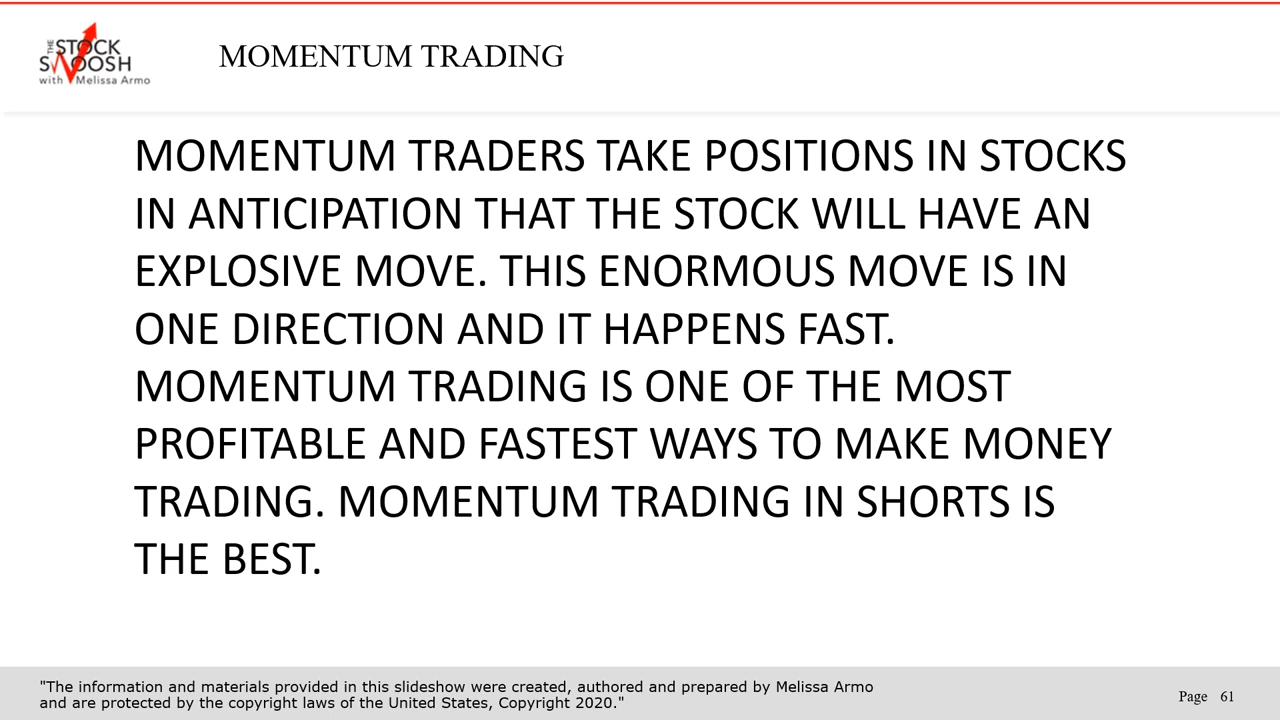 THE STOCK
SWOOSH
with Melissa Armo
MOMENTUM TRADING
MOMENTUM TRADERS TAKE POSITIONS IN STOCKS
IN ANTICIPATION THAT THE STOCK WILL HAVE AN
EXPLOSIVE MOVE. THIS ENORMOUS MOVE IS IN
ONE DIRECTION AND IT HAPPENS FAST.
MOMENTUM TRADING IS ONE OF THE MOST
PROFITABLE AND FASTEST WAYS TO MAKE MONEY
TRADING. MOMENTUM TRADING IN SHORTS IS
THE BEST.
"The information and materials provided in this slideshow were created, authored and prepared by Melissa Armo
and are protected by the copyright laws of the United States, Copyright 2020."
Page 61